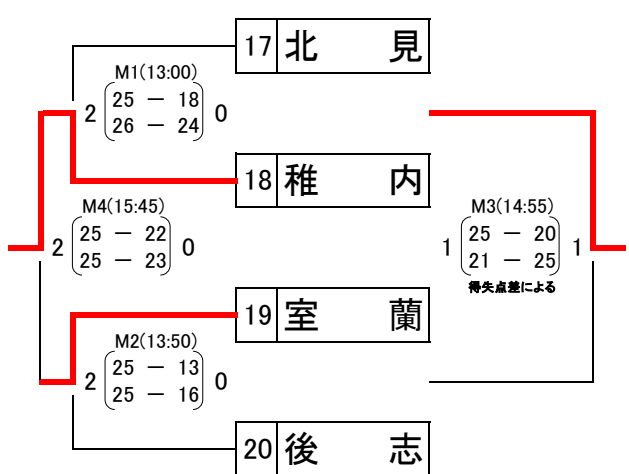 17 北 見
M1(13:00)
2 25 － 18 0
26 － 24
18 稚 内
M4(15:45)
2 25 － 22 0
25 － 23
M3(14:55)
1 25 － 20 1
21 － 25
得失点差による
19 室 蘭
M2(13:50)
2 25 － 13 0
25 － 16
20 後 志